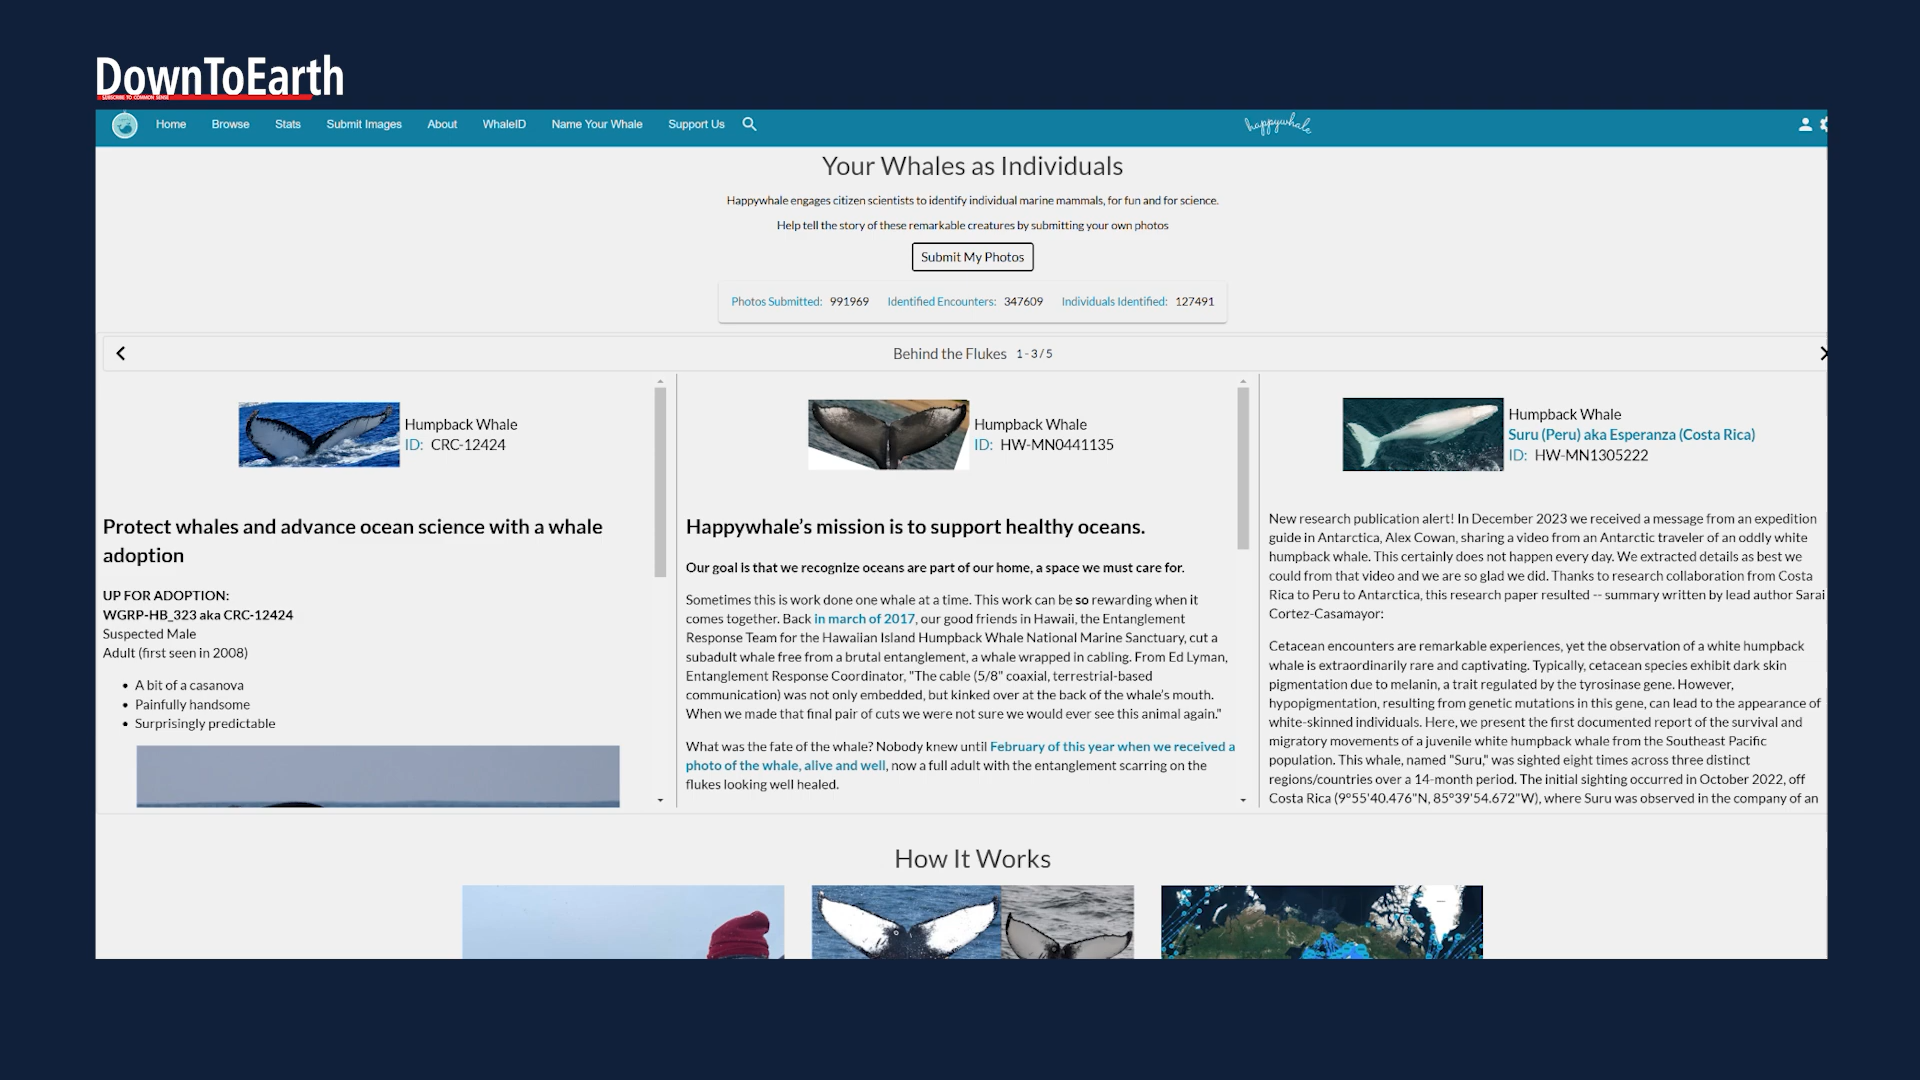 DownToEarth
SUBSCRIBE TO COMMON SENSE
Home Browse Stats Submit Images About WhaleID Name Your Whale Support Us happywhale
Your Whales as Individuals
Happywhale engages citizen scientists to identify individual marine mammals, for fun and for science.
Help tell the story of these remarkable creatures by submitting your own photos
Submit My Photos
Photos Submitted: 991969 Identified Encounters: 347609 Individuals Identified: 127491
Behind the Flukes 1 - 3 / 5
Humpback Whale
ID: CRC-12424
Protect whales and advance ocean science with a whale
adoption
UP FOR ADOPTION:
WGRP-HB_323 aka CRC-12424
Suspected Male
Adult (first seen in 2008)
• A bit of a casanova
• Painfully handsome
• Surprisingly predictable
Humpback Whale
ID: HW-MN0441135
Happywhale’s mission is to support healthy oceans.
Our goal is that we recognize oceans are part of our home, a space we must care for.
Sometimes this is work done one whale at a time. This work can be so rewarding when it
comes together. Back in march of 2017, our good friends in Hawaii, the Entanglement
Response Team for the Hawaiian Island Humpback Whale National Marine Sanctuary, cut a
subadult whale free from a brutal entanglement, a whale wrapped in cabling. From Ed Lyman,
Entanglement Response Coordinator, "The cable (5/8" coaxial, terrestrial-based
communication) was not only embedded, but kinked over at the back of the whale's mouth.
When we made that final pair of cuts we were not sure we would ever see this animal again."
What was the fate of the whale? Nobody knew until February of this year when we received a
photo of the whale, alive and well, now a full adult with the entanglement scarring on the
flukes looking well healed.
Humpback Whale
Suru (Peru) aka Esperanza (Costa Rica)
ID: HW-MN1305222
New research publication alert! In December 2023 we received a message from an expedition
guide in Antarctica, Alex Cowan, sharing a video from an Antarctic traveler of an oddly white
humpback whale. This certainly does not happen every day. We extracted details as best we
could from that video and we are so glad we did. Thanks to research collaboration from Costa
Rica to Peru to Antarctica, this research paper resulted -- summary written by lead author Sarai
Cortez-Casamayor:
Cetacean encounters are remarkable experiences, yet the observation of a white humpback
whale is extraordinarily rare and captivating. Typically, cetacean species exhibit dark skin
pigmentation due to melanin, a trait regulated by the tyrosinase gene. However,
hypopigmentation, resulting from genetic mutations in this gene, can lead to the appearance of
white-skinned individuals. Here, we present the first documented report of the survival and
migratory movements of a juvenile white humpback whale from the Southeast Pacific
population. This whale, named "Suru," was sighted eight times across three distinct
regions/countries over a 14-month period. The initial sighting occurred in October 2022, off
Costa Rica (9°55'40.476"N, 85°39'54.672"W), where Suru was observed in the company of an
How It Works